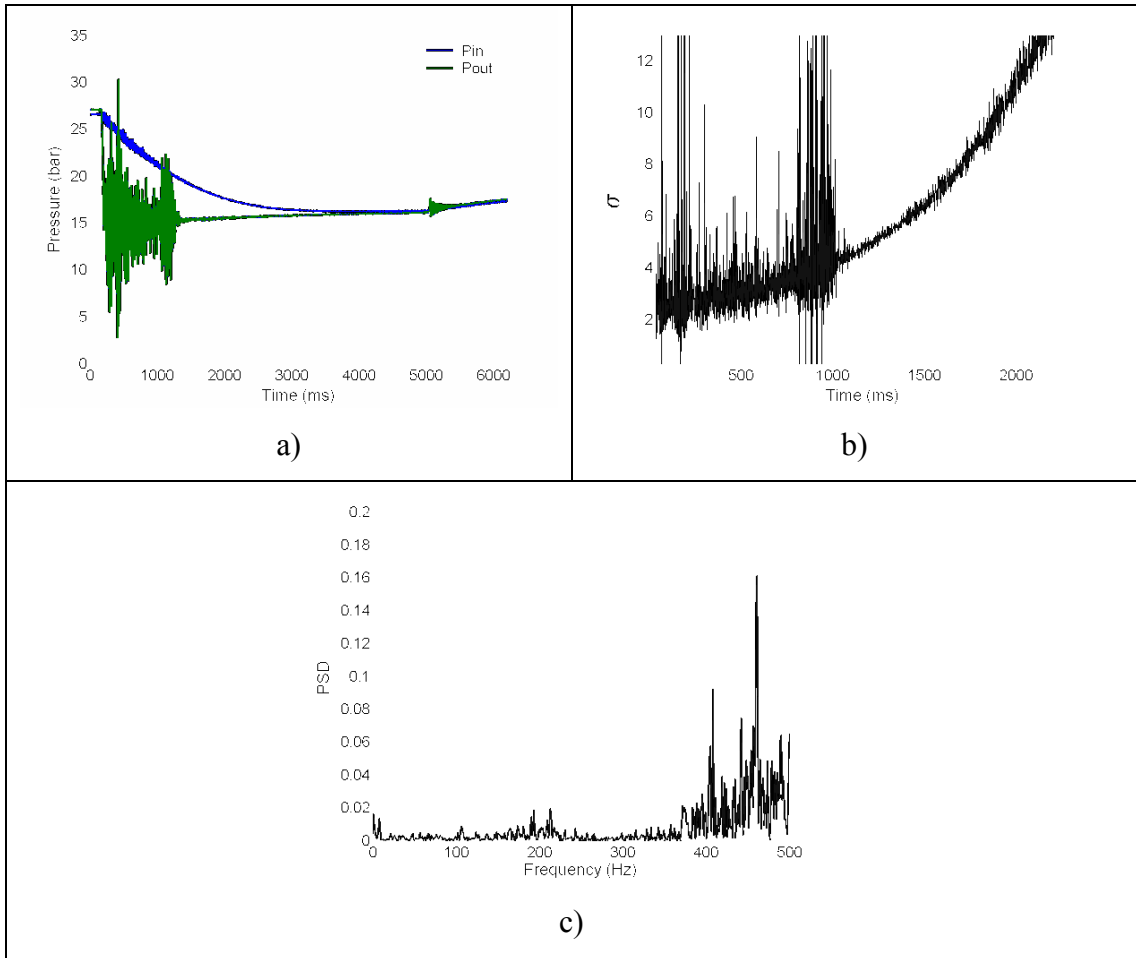 35
30
25
20
15
10
5
0
Pressure (bar)
Pin
Pout
0 1000 2000 3000 4000 5000 6000
Time (ms)
a)
12
10
8
6
4
2
σ
500 1000 1500 2000
Time (ms)
b)
0.2
0.18
0.16
0.14
0.12
0.1
0.08
0.06
0.04
0.02
0
PSD
0 100 200 300 400 500
Frequency (Hz)
c)